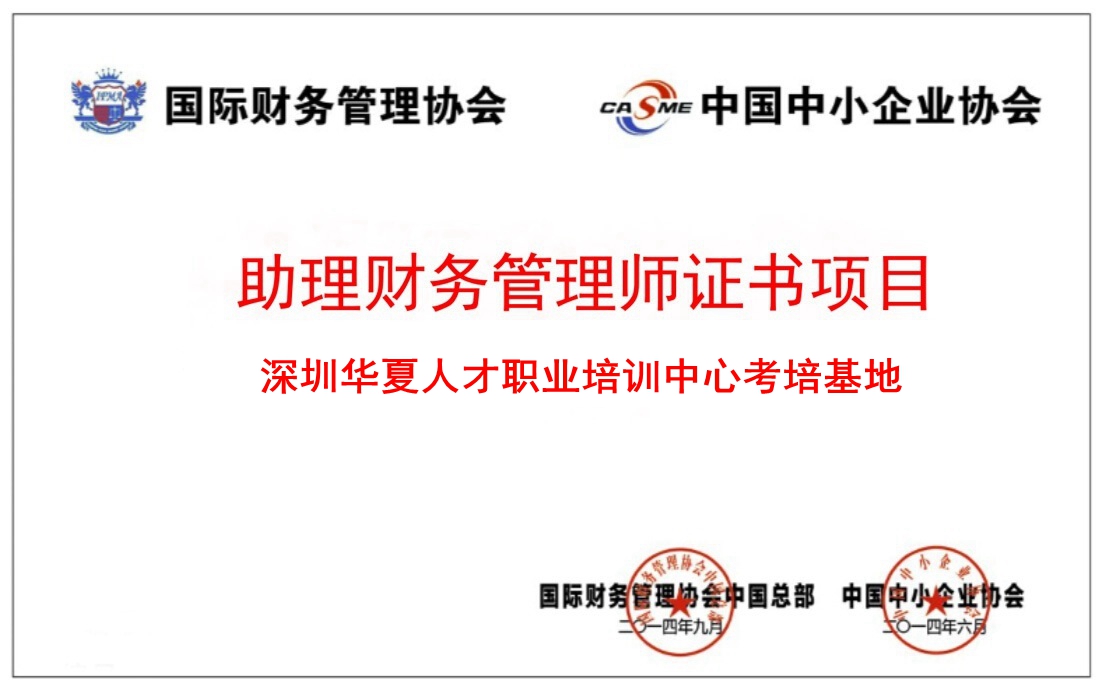 IFMA 国际财务管理协会
CASME 中国中小企业协会
助理财务管理师证书项目
深圳华夏人才职业培训中心考培基地
国际财务管理协会中国总部 中国中小企业协会
二〇一四年九月 二〇一四年六月